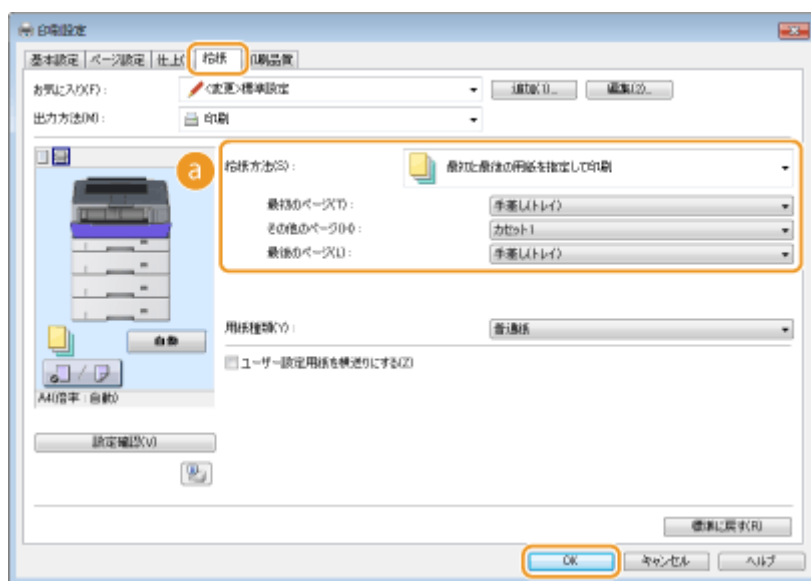 印刷設定
基本設定 ページ設定 仕上げ 給紙 印刷品質
お気に入り(F): <変更>標準設定 追加(1)... 編集(2)...
出力方法(M): 印刷
a 給紙方法(S): 最初と最後の用紙を指定して印刷
最初のページ(T): 手差し(トレイ)
その他のページ(H): カセット1
最後のページ(L): 手差し(トレイ)
用紙種類(Y): 普通紙
自動
ユーザー設定用紙を横送りにする(Z)
A4(倍率:自動)
設定確認(V)
標準に戻す(R)
OK キャンセル ヘルプ